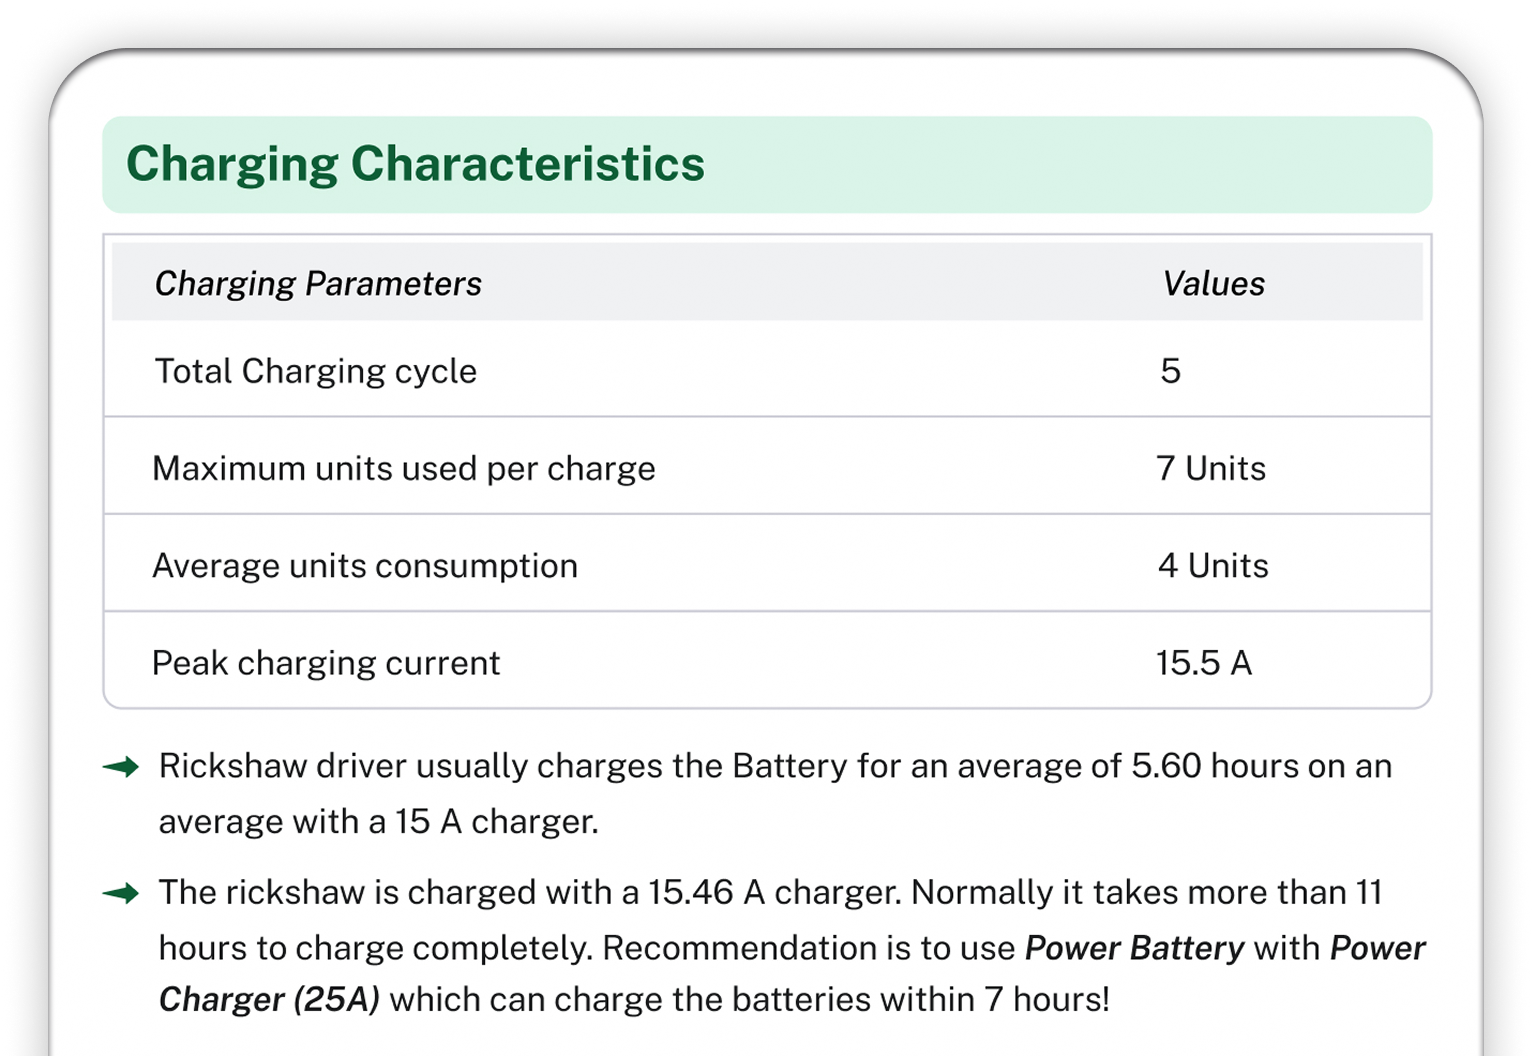 Charging Characteristics
Charging Parameters Values
Total Charging cycle 5
Maximum units used per charge 7 Units
Average units consumption 4 Units
Peak charging current 15.5 A
Rickshaw driver usually charges the Battery for an average of 5.60 hours on an
average with a 15 A charger.
The rickshaw is charged with a 15.46 A charger. Normally it takes more than 11
hours to charge completely. Recommendation is to use Power Battery with Power
Charger (25A) which can charge the batteries within 7 hours!